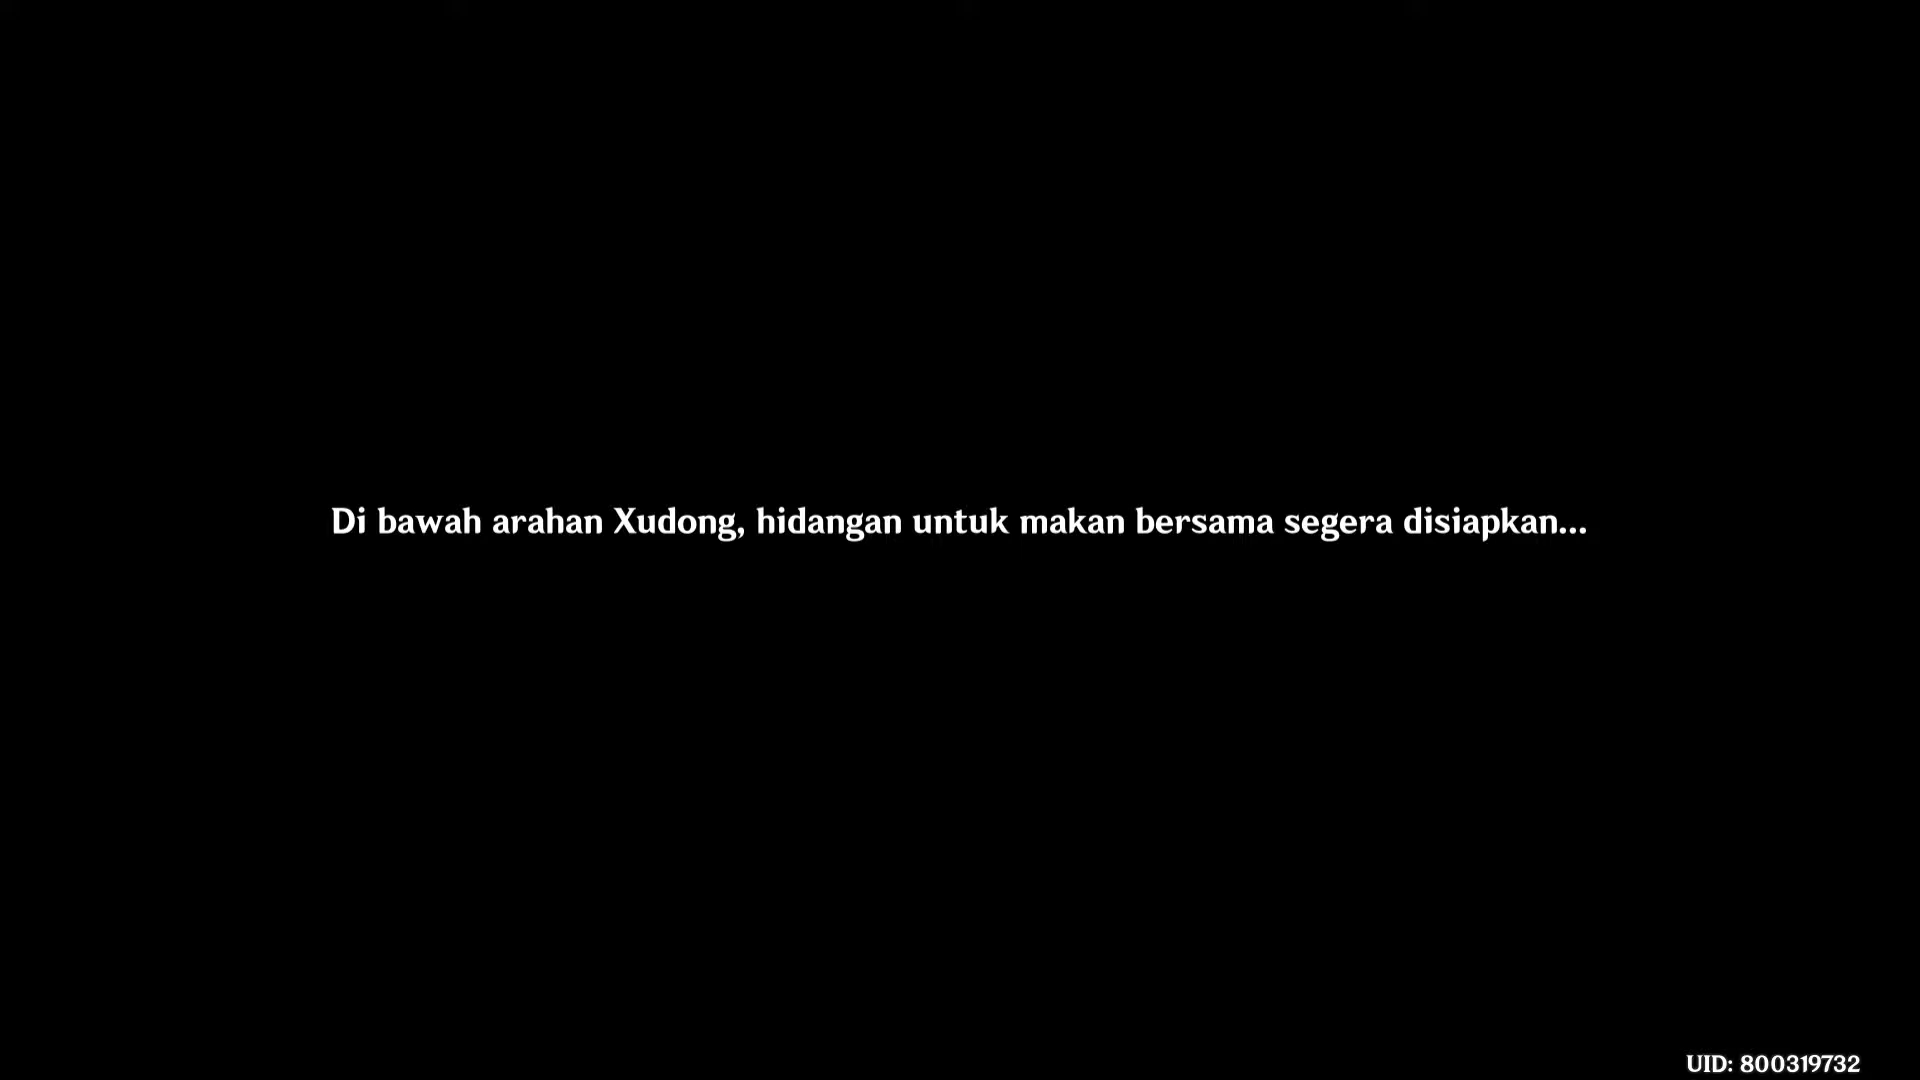 Di bawah arahan Xudong, hidangan untuk makan bersama segera disiapkan...
UID: 800319732